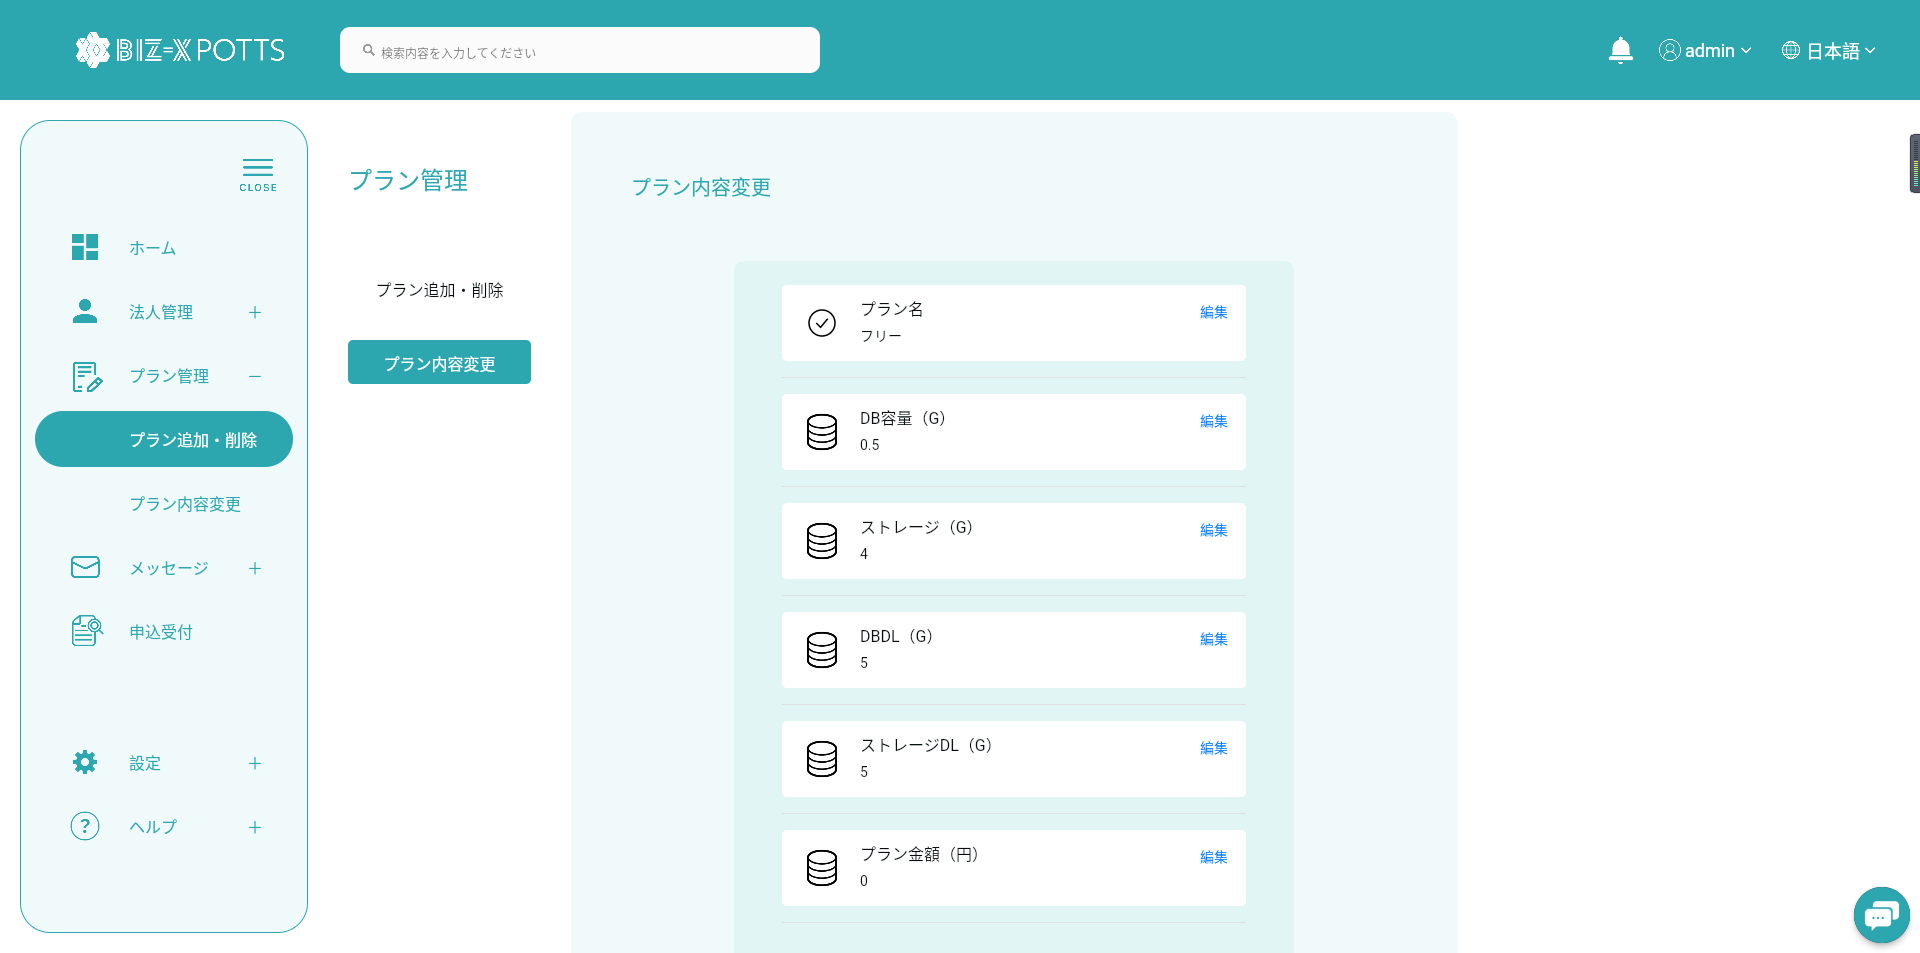 BIZ=X POTTS
検索内容を入力してください
admin
日本語
CLOSE
ホーム
法人管理
プラン管理
プラン追加・削除
プラン内容変更
メッセージ
申込受付
設定
ヘルプ
プラン管理
プラン追加・削除
プラン内容変更
プラン内容変更
プラン名
編集
フリー
DB容量（G）
編集
0.5
ストレージ（G）
編集
4
DBDL（G）
編集
5
ストレージDL（G）
編集
5
プラン金額（円）
編集
0